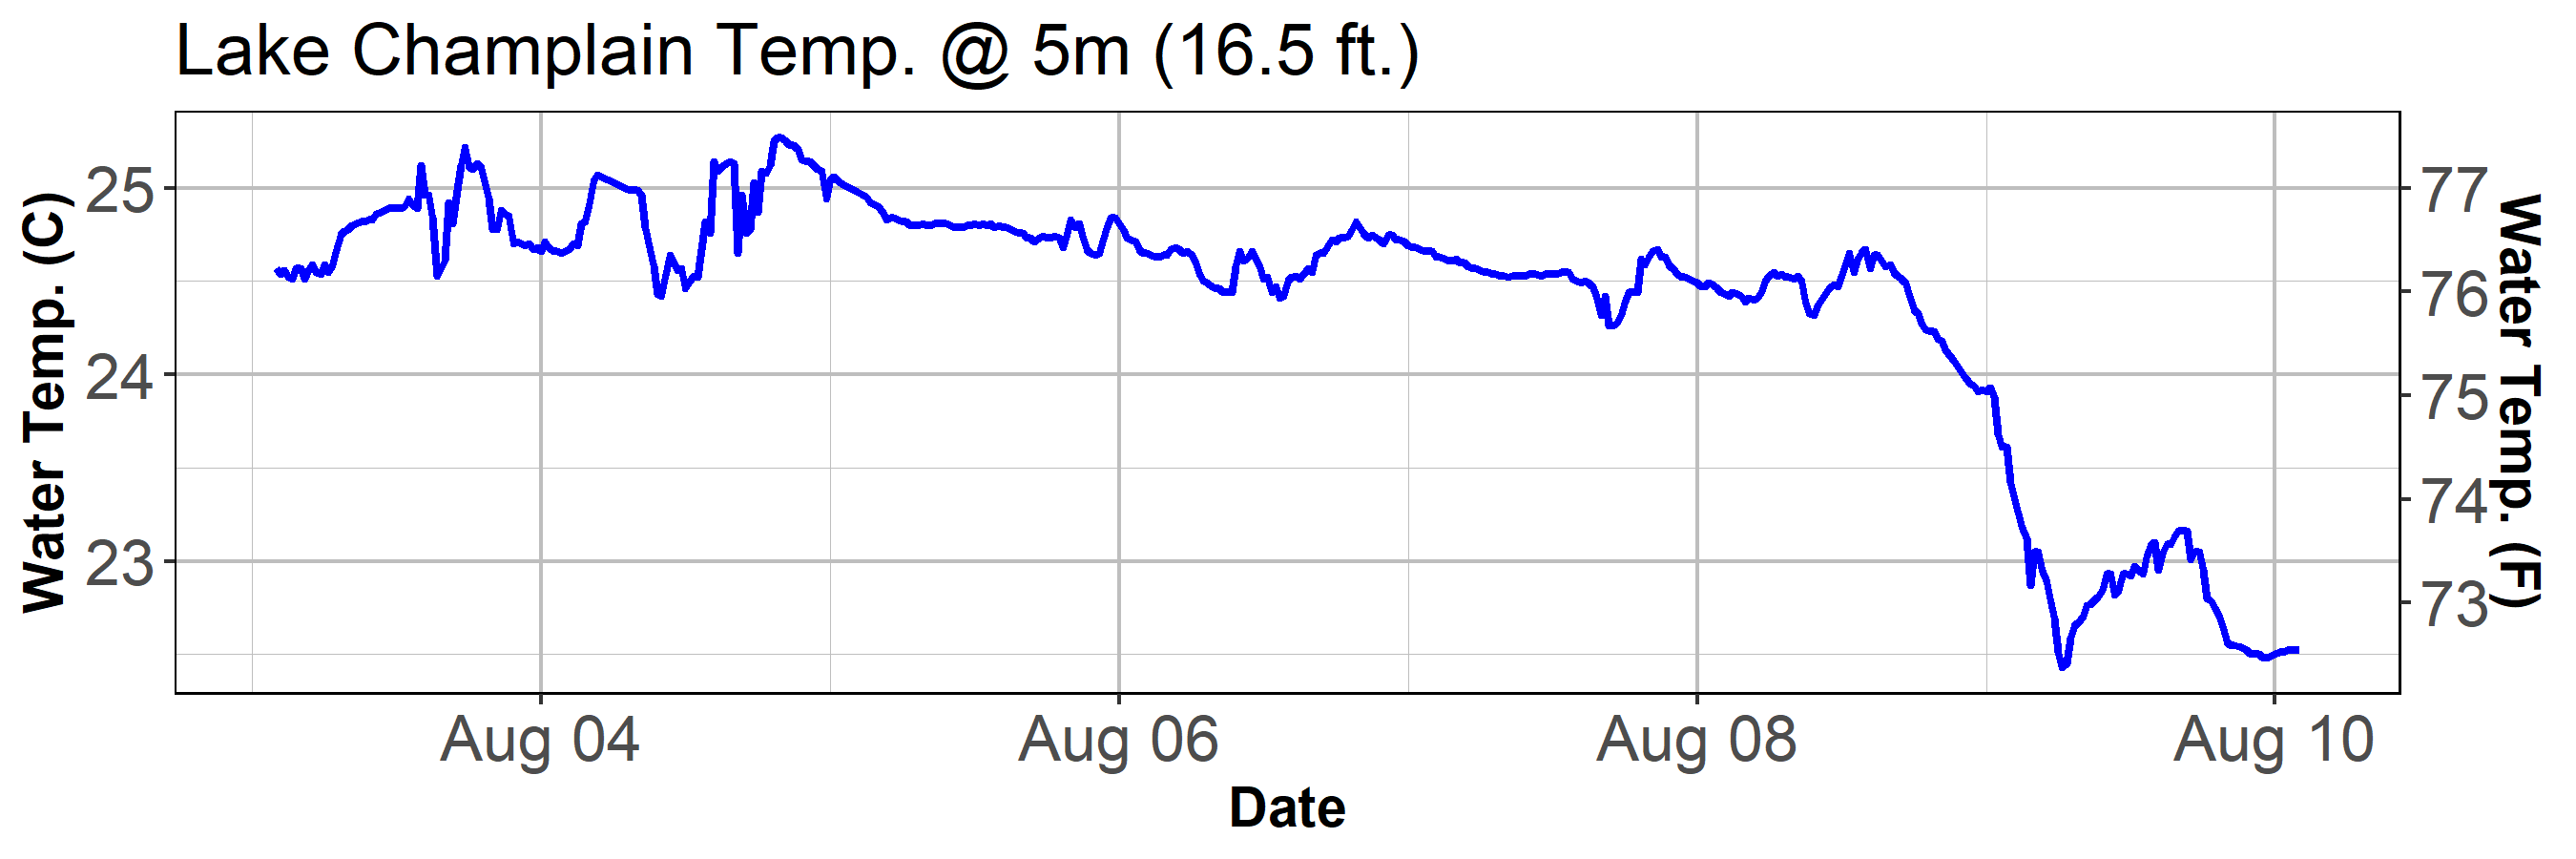 Lake Champlain Temp. @ 5m (16.5 ft.)
Water Temp. (C)
25
24
23
77
76
75
74
73
Water Temp. (F)
Aug 04
Aug 06
Aug 08
Aug 10
Date